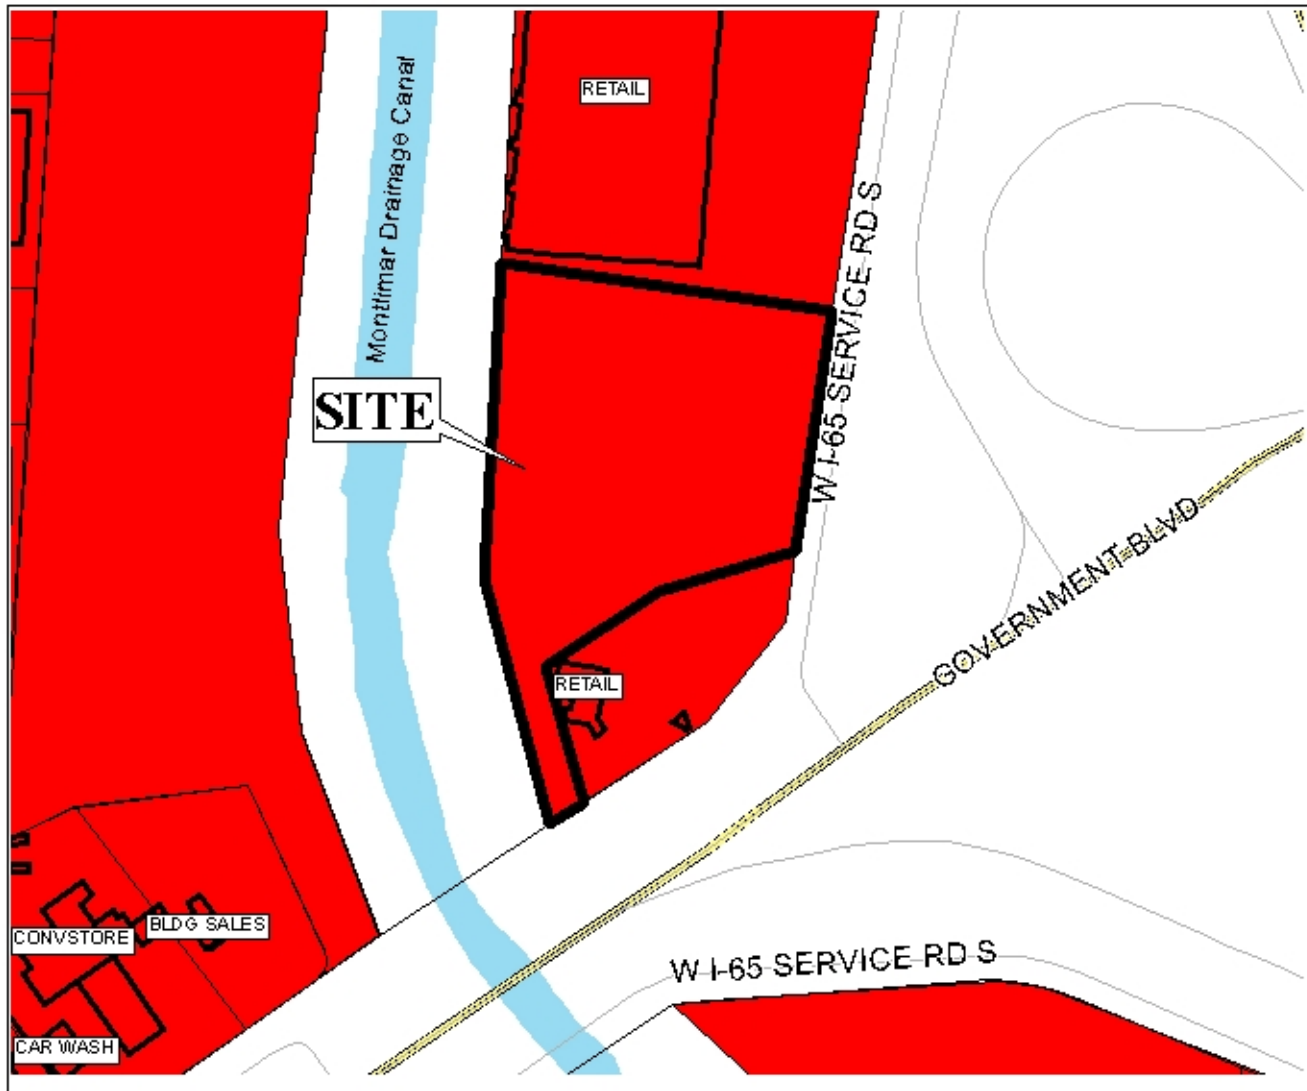 RETAIL
Montlimar Drainage Canal
W I-65 SERVICE RD S
SITE
GOVERNMENT BLVD
RETAIL
BLDG SALES
CONVSTORE
W I-65 SERVICE RD S
CAR WASH